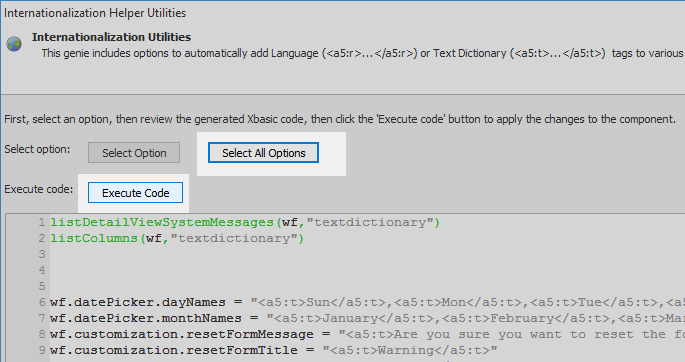 Internationalization Helper Utilities
Internationalization Utilities
This genie includes options to automatically add Language (<a5:r>...</a5:r>) or Text Dictionary (<a5:t>...</a5:t>)  tags to various
First, select an option, then review the generated Xbasic code, then click the 'Execute code' button to apply the changes to the component.
Select option: Select Option Select All Options
Execute code: Execute Code
1 listDetailViewSystemMessages(wf,"textdictionary")
2 listColumns(wf,"textdictionary")
3
4
5
6 wf.datePicker.dayNames = "<a5:t>Sun</a5:t>,<a5:t>Mon</a5:t>,<a5:t>Tue</a5:t>,<a5:t>
7 wf.datePicker.monthNames = "<a5:t>January</a5:t>,<a5:t>February</a5:t>,<a5:t>Mar
8 wf.customization.resetFormMessage = "<a5:t>Are you sure you want to reset the fo
9 wf.customization.resetFormTitle = "<a5:t>Warning</a5:t>"